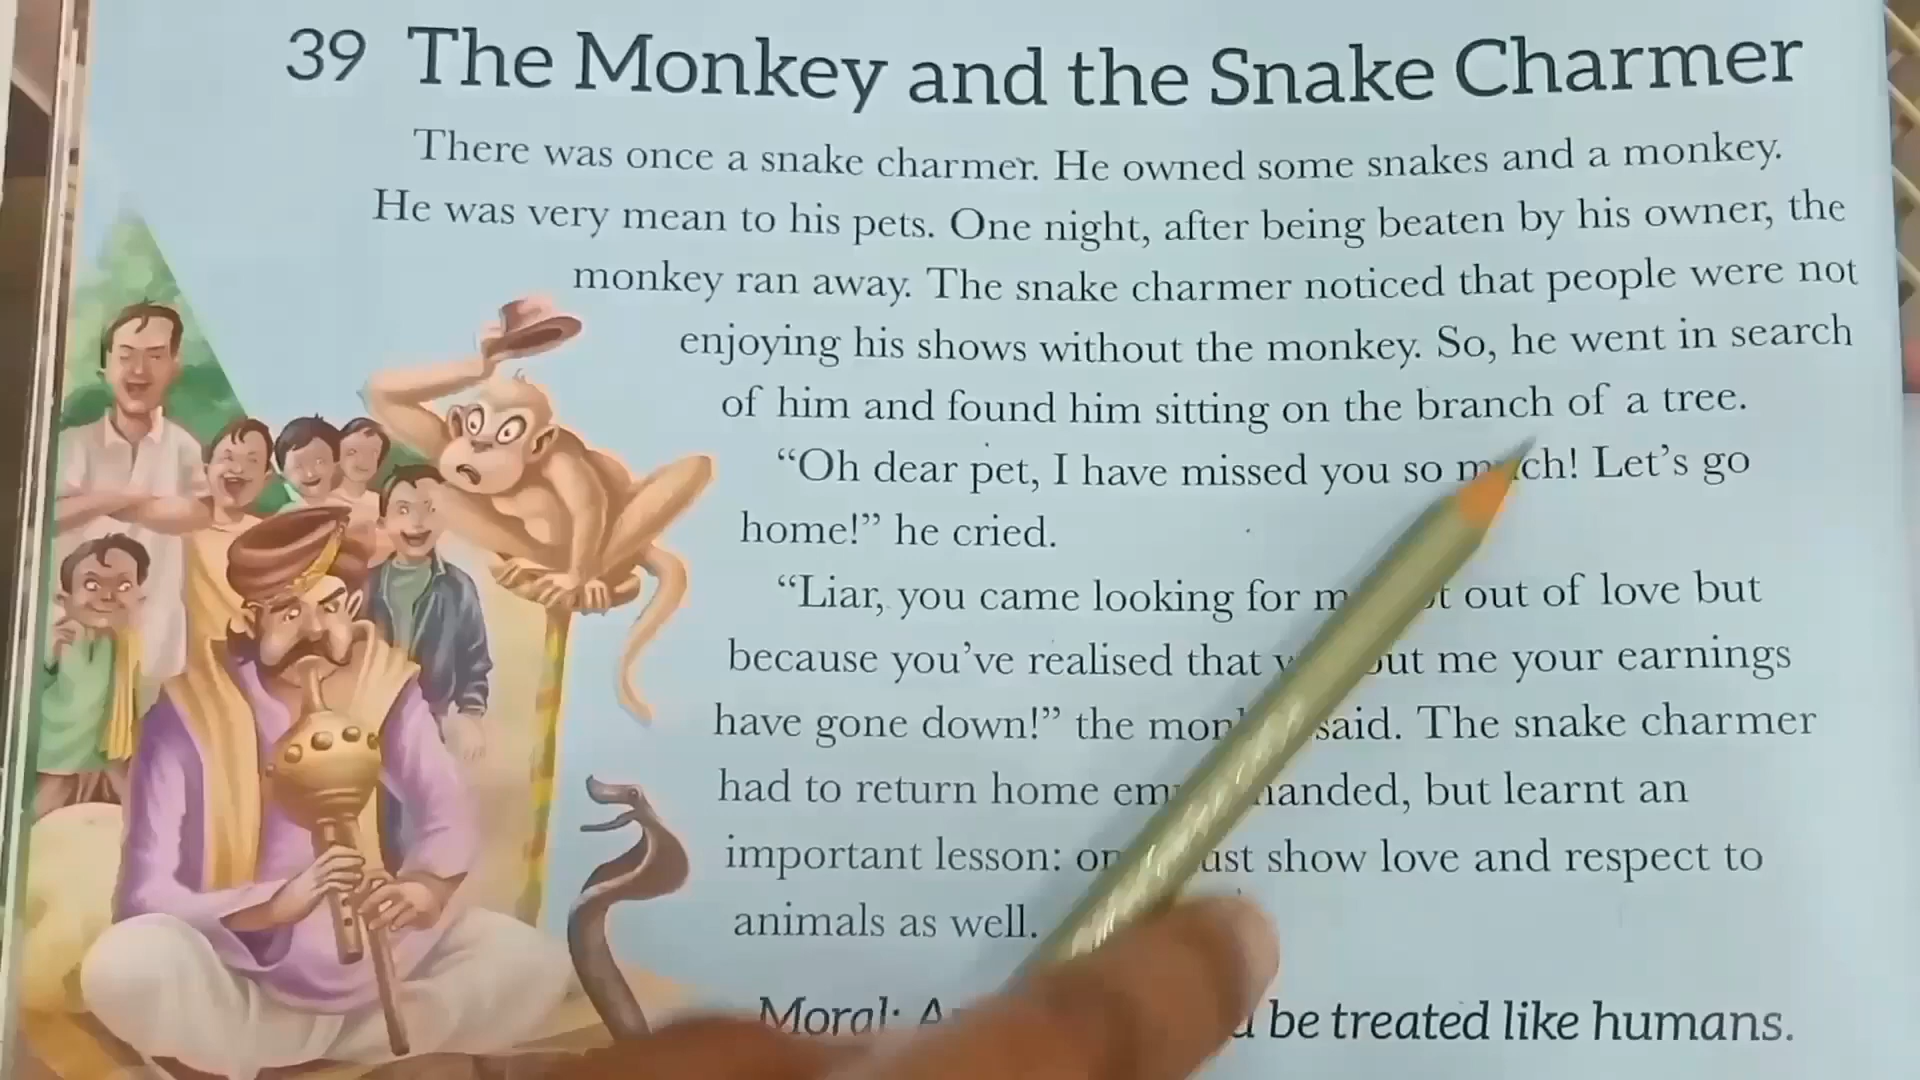 39 The Monkey and the Snake Charmer
There was once a snake charmer. He owned some snakes and a monkey.
He was very mean to his pets. One night, after being beaten by his owner, the
monkey ran away. The snake charmer noticed that people were not
enjoying his shows without the monkey. So, he went in search
of him and found him sitting on the branch of a tree.
“Oh dear pet, I have missed you so much! Let’s go
home!” he cried.
“Liar, you came looking for out of love but
because you’ve realised that me your earnings
have gone down!” the said. The snake charmer
had to return home but learnt an
important lesson: show love and respect to
animals as well.
Moral: be treated like humans.